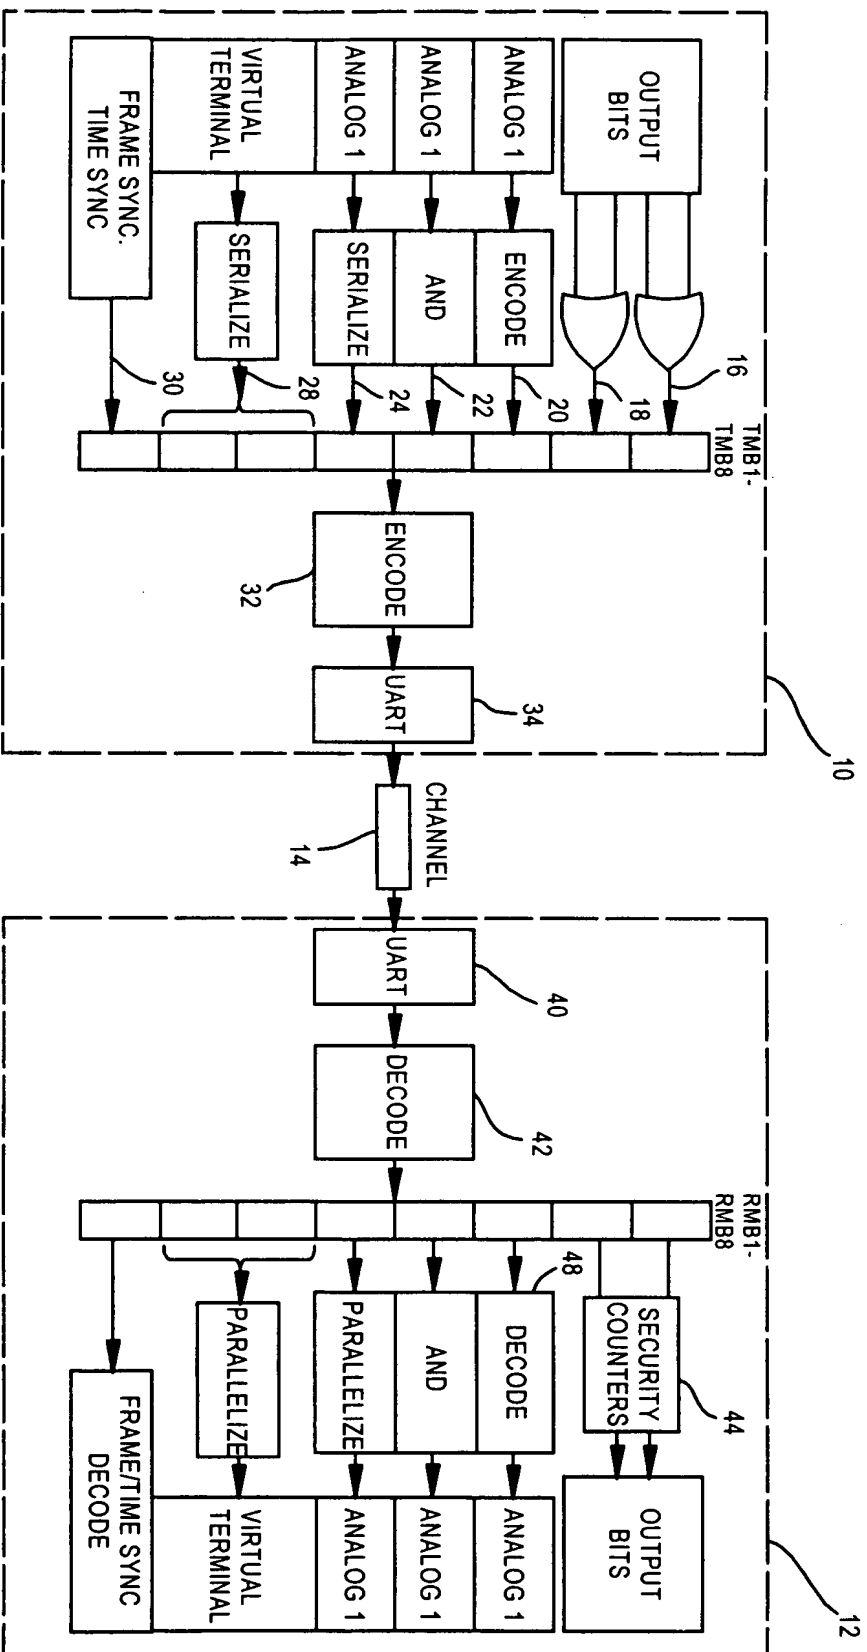 10
OUTPUT
BITS
16
18
TMB1-
TMB8
ANALOG 1
ANALOG 1
ANALOG 1
ENCODE
AND
SERIALIZE
20
22
24
VIRTUAL
TERMINAL
SERIALIZE
28
FRAME SYNC.
TIME SYNC
30
ENCODE
32
UART
34
CHANNEL
14
12
UART
40
DECODE
42
RMB1-
RMB8
SECURITY
COUNTERS
44
OUTPUT
BITS
48
DECODE
AND
PARALLELIZE
ANALOG 1
ANALOG 1
ANALOG 1
PARALLELIZE
VIRTUAL
TERMINAL
FRAME/TIME SYNC
DECODE